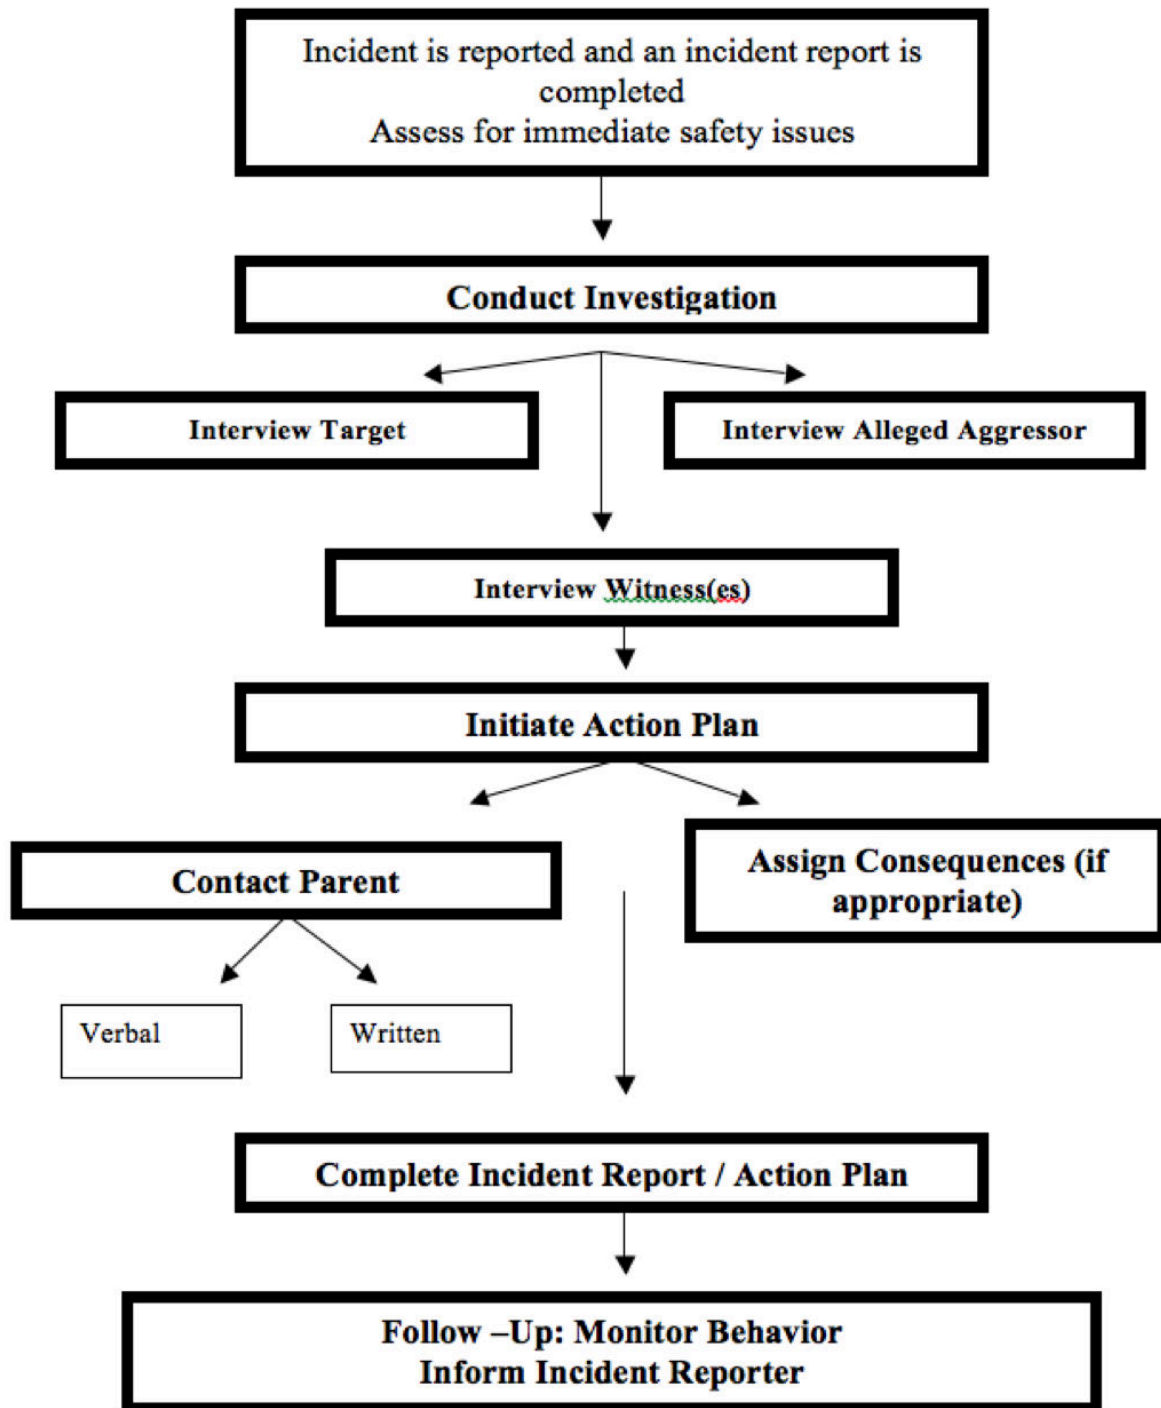 Incident is reported and an incident report is
completed
Assess for immediate safety issues
Conduct Investigation
Interview Target
Interview Alleged Aggressor
Interview Witness(es)
Initiate Action Plan
Contact Parent
Assign Consequences (if
appropriate)
Verbal
Written
Complete Incident Report / Action Plan
Follow –Up: Monitor Behavior
Inform Incident Reporter